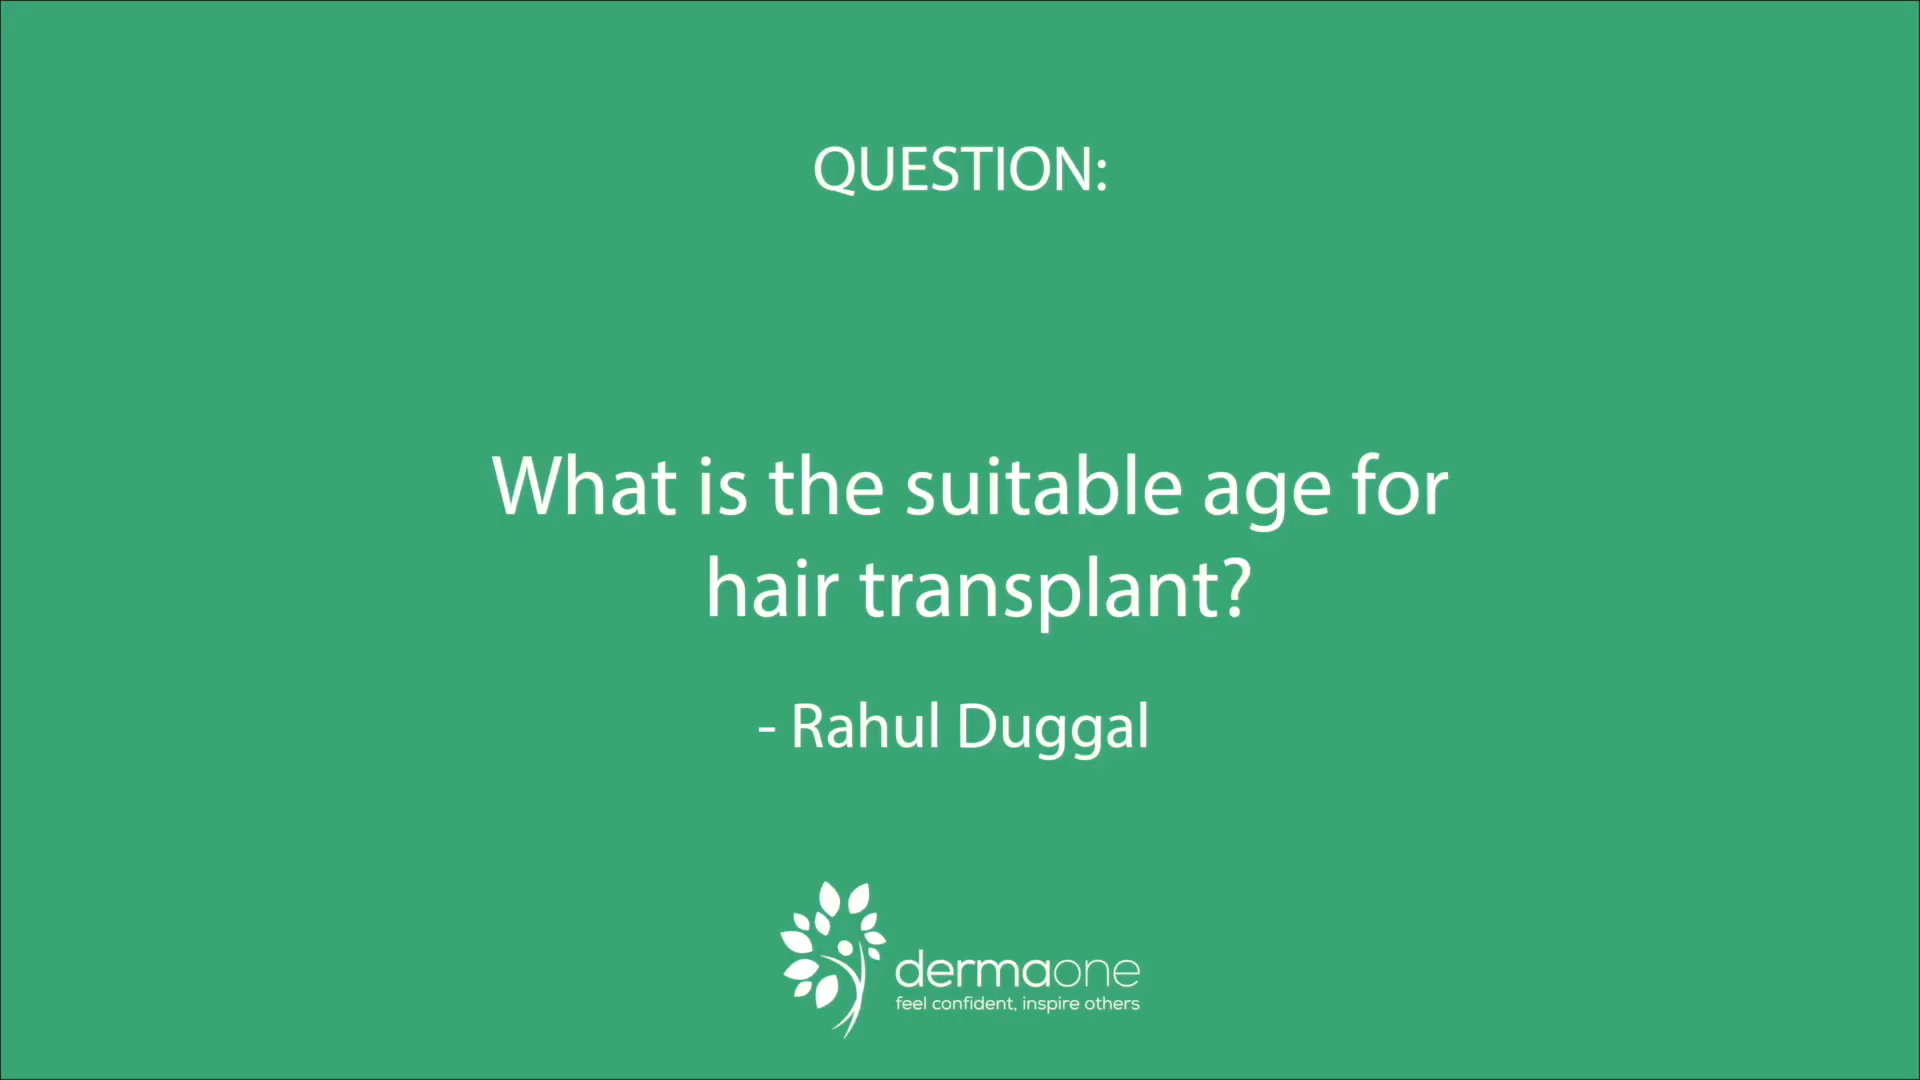 QUESTION:
What is the suitable age for
hair transplant?
- Rahul Duggal
dermaone
feel confident, inspire others